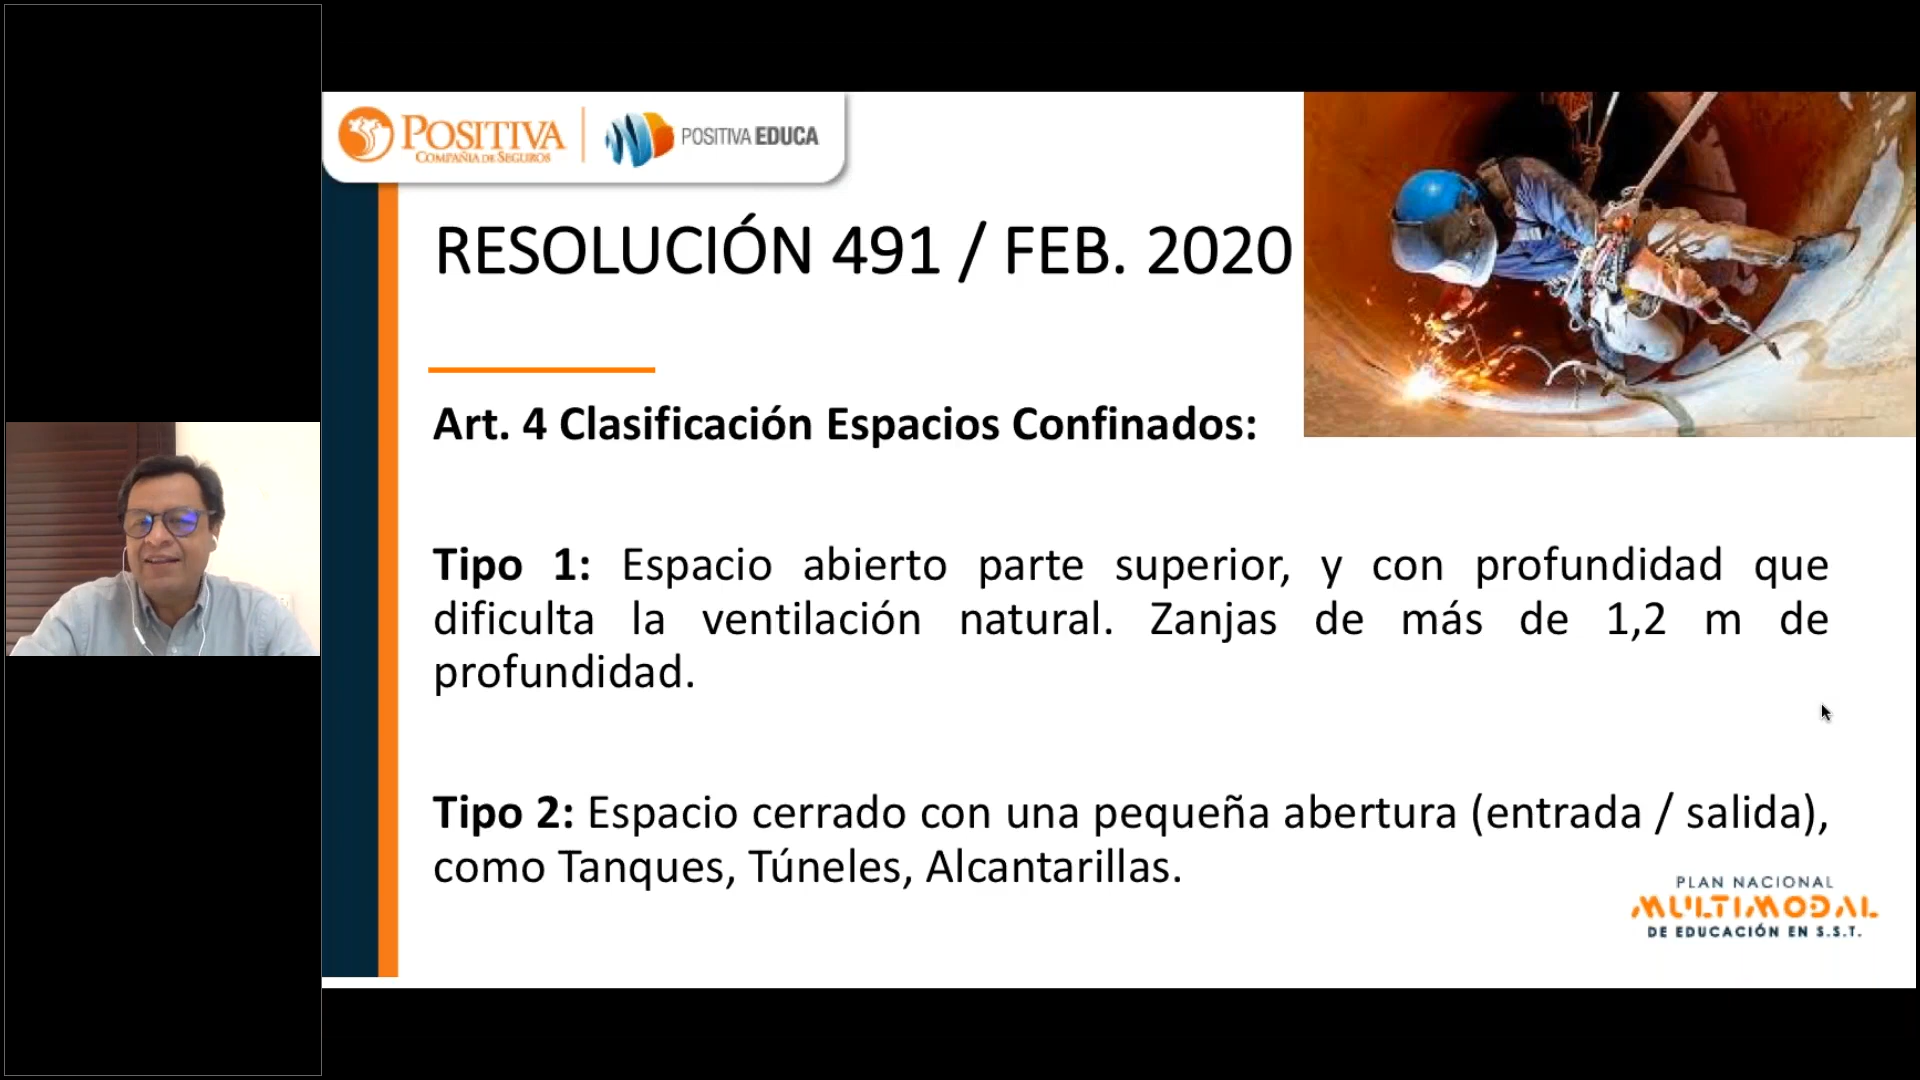 POSITIVA
COMPAÑIA DE SEGUROS
POSITIVA EDUCA
RESOLUCIÓN 491 / FEB. 2020
Art. 4 Clasificación Espacios Confinados:
Tipo 1: Espacio abierto parte superior, y con profundidad que
dificulta la ventilación natural. Zanjas de más de 1,2 m de
profundidad.
Tipo 2: Espacio cerrado con una pequeña abertura (entrada / salida),
como Tanques, Túneles, Alcantarillas.
PLAN NACIONAL
MULTIMODAL
DE EDUCACIÓN EN S.S.T.